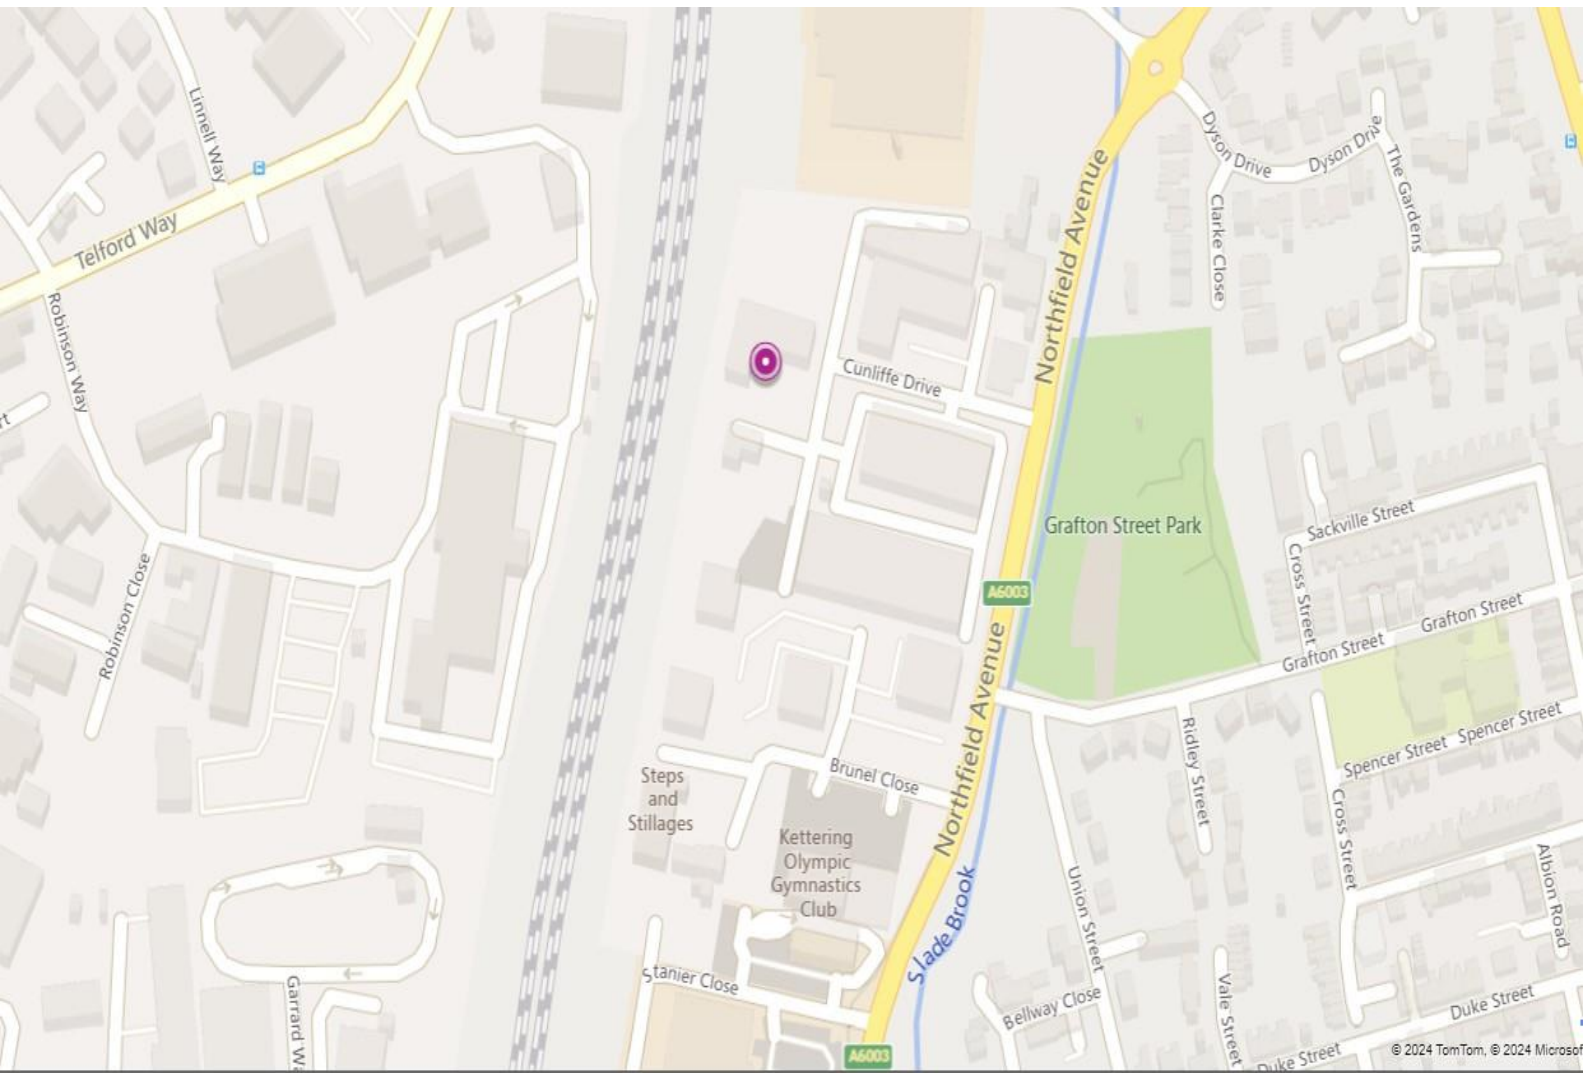 Linnell Way
Telford Way
Robinson Way
Robinson Close
Garrard Wa
Dyson Drive
Dyson Drive
The Gardens
Clarke Close
Northfield Avenue
Cunliffe Drive
Grafton Street Park
A6003
Sackville Street
Cross Street
Grafton Street
Grafton Street
Northfield Avenue
Brunel Close
Steps
and
Stillages
Kettering
Olympic
Gymnastics
Club
Ridley Street
Spencer Street
Spencer Street
Cross Street
Albion Road
Union Street
Slade Brook
Stanier Close
Bellway Close
Vale Street
Duke Street
Duke Street
A6003
© 2024 TomTom, © 2024 Microsof